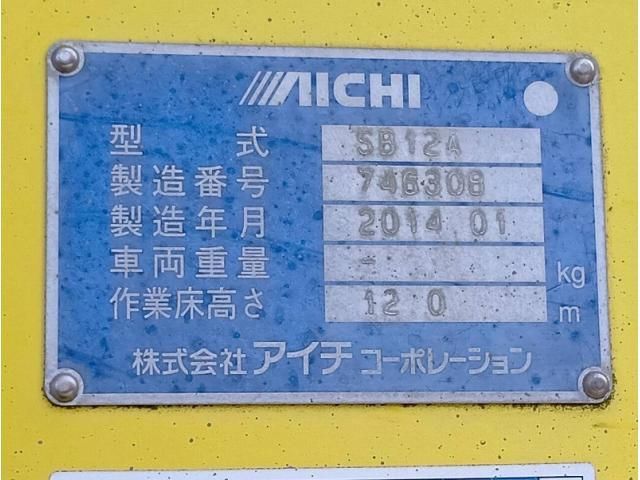 AICHI
型式 SB12A
製造番号 746308
製造年月 2014 01
車両重量 - kg
作業床高さ 12 0 m
株式会社 アイチ コーポレーション